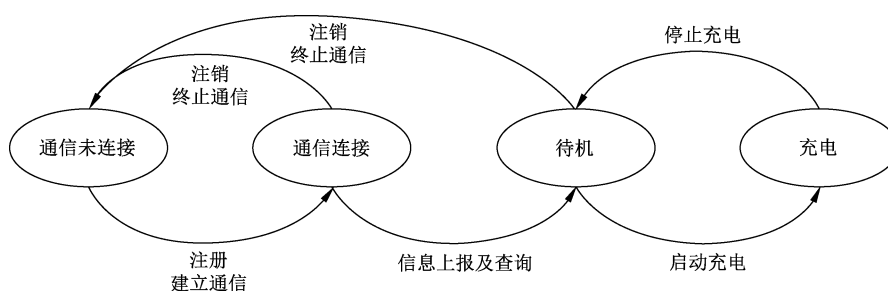 注销
终止通信
停止充电
注销
终止通信
通信未连接
通信连接
待机
充电
注册
建立通信
信息上报及查询
启动充电